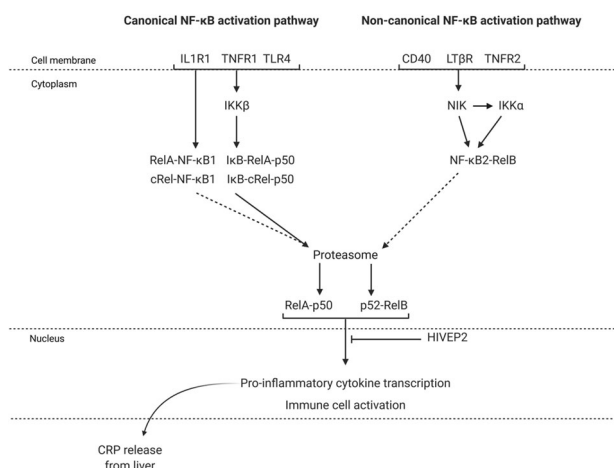 Canonical NF-κB activation pathway
Non-canonical NF-κB activation pathway
Cell membrane
IL1R1 TNFR1 TLR4
CD40 LTβR TNFR2
Cytoplasm
IKKβ
NIK
IKKα
RelA-NF-κB1
IκB-RelA-p50
NF-κB2-RelB
cRel-NF-κB1
IκB-cRel-p50
Proteasome
RelA-p50
p52-RelB
Nucleus
HIVEP2
Pro-inflammatory cytokine transcription
Immune cell activation
CRP release
from liver